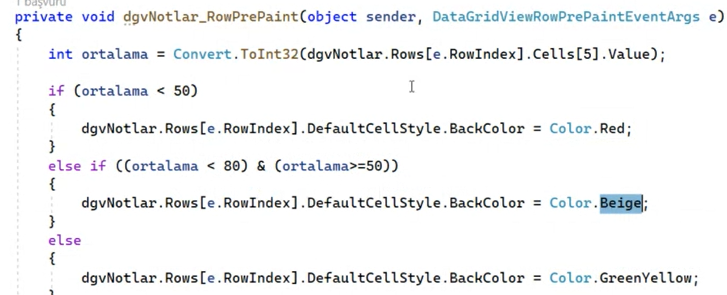 1 başvuru
private void dgvNotlar_RowPrePaint(object sender, DataGridViewRowPrePaintEventArgs e)
{
    int ortalama = Convert.ToInt32(dgvNotlar.Rows[e.RowIndex].Cells[5].Value);
    if (ortalama < 50)
    {
        dgvNotlar.Rows[e.RowIndex].DefaultCellStyle.BackColor = Color.Red;
    }
    else if ((ortalama < 80) & (ortalama>=50))
    {
        dgvNotlar.Rows[e.RowIndex].DefaultCellStyle.BackColor = Color.Beige;
    }
    else
    {
        dgvNotlar.Rows[e.RowIndex].DefaultCellStyle.BackColor = Color.GreenYellow;
    }